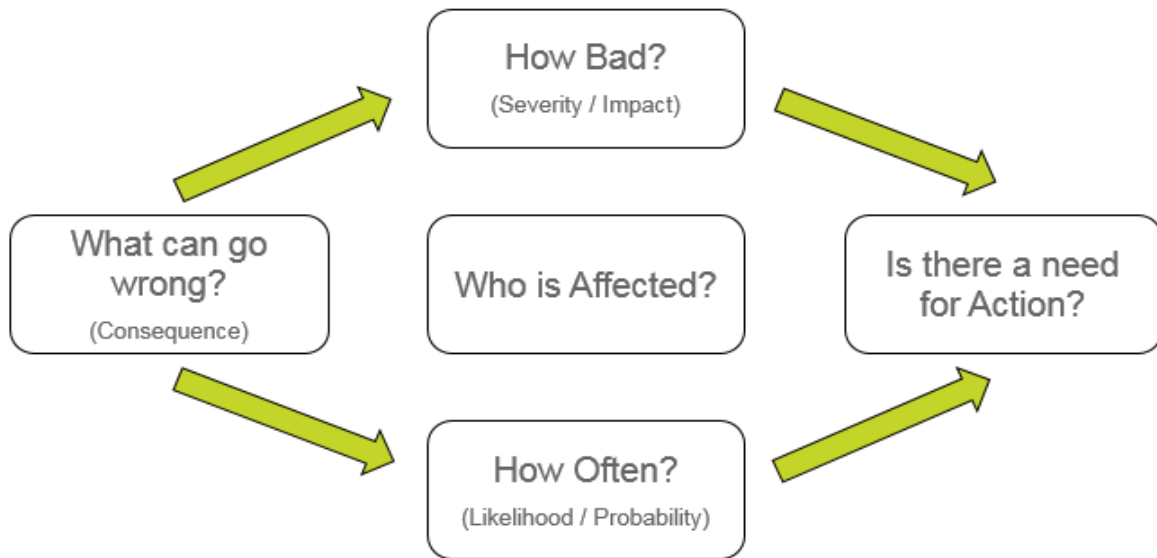 How Bad?
(Severity / Impact)
What can go
wrong?
(Consequence)
Who is Affected?
Is there a need
for Action?
How Often?
(Likelihood / Probability)